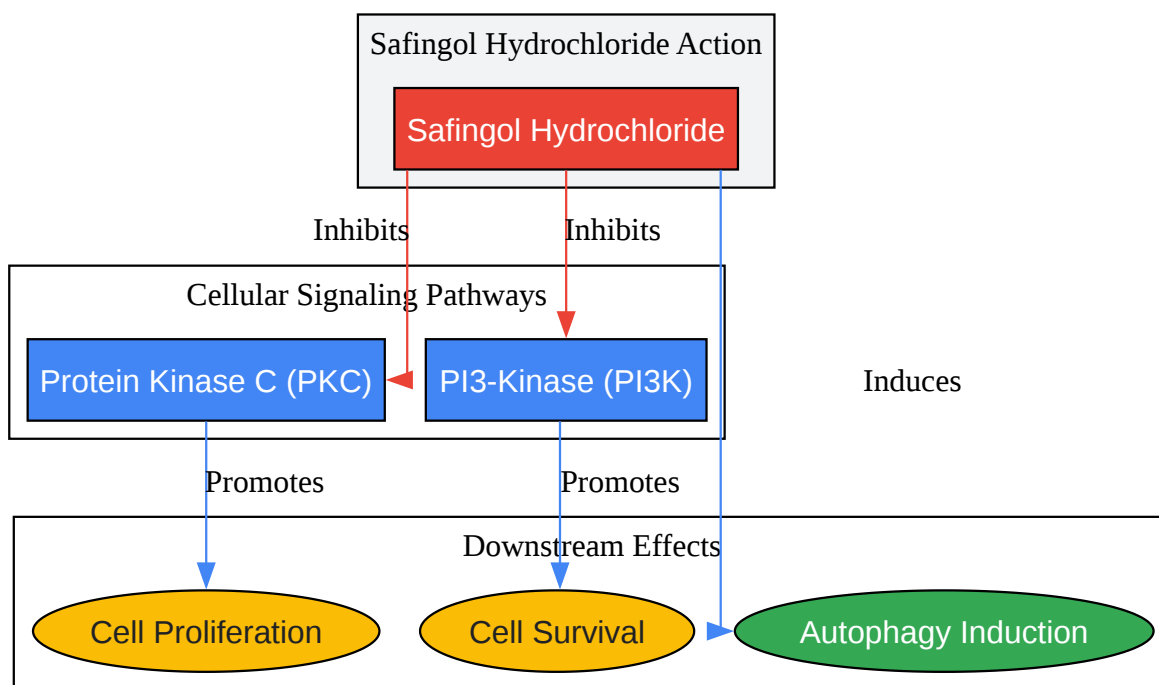 Safingol Hydrochloride Action
Safingol Hydrochloride
Inhibits
Inhibits
Cellular Signaling Pathways
Protein Kinase C (PKC)
PI3-Kinase (PI3K)
Induces
Promotes
Promotes
Downstream Effects
Cell Proliferation
Cell Survival
Autophagy Induction